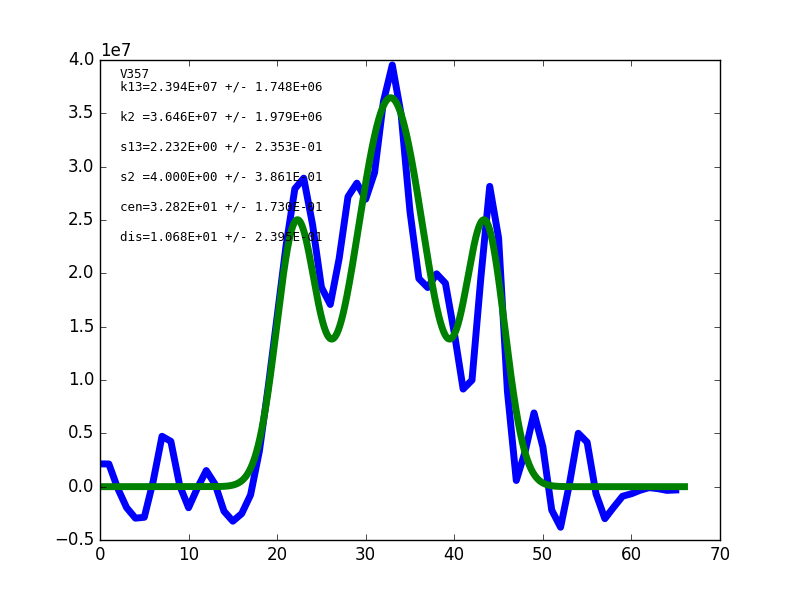 1e7
4.0
3.5
3.0
2.5
2.0
1.5
1.0
0.5
0.0
−0.5
V357
k13=2.394E+07 +/- 1.748E+06
k2 =3.646E+07 +/- 1.979E+06
s13=2.232E+00 +/- 2.353E-01
s2 =4.000E+00 +/- 3.861E-01
cen=3.282E+01 +/- 1.730E-01
dis=1.068E+01 +/- 2.395E-01
0 10 20 30 40 50 60 70